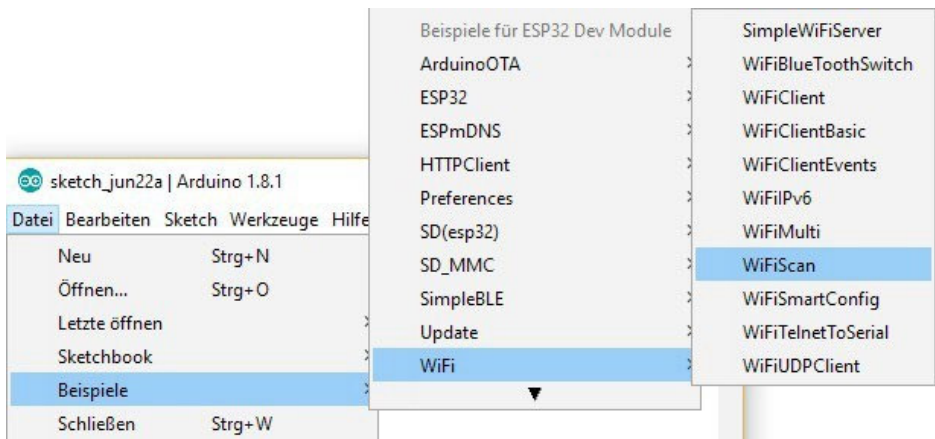 sketch_jun22a | Arduino 1.8.1
Datei Bearbeiten Sketch Werkzeuge Hilfe
Neu Strg+N
Öffnen... Strg+O
Letzte öffnen
Sketchbook
Beispiele
Schließen Strg+W
Beispiele für ESP32 Dev Module
ArduinoOTA
ESP32
ESPmDNS
HTTPClient
Preferences
SD(esp32)
SD_MMC
SimpleBLE
Update
WiFi
SimpleWiFiServer
WiFiBlueToothSwitch
WiFiClient
WiFiClientBasic
WiFiClientEvents
WiFiIPv6
WiFiMulti
WiFiScan
WiFiSmartConfig
WiFiTelnetToSerial
WiFiUDPClient